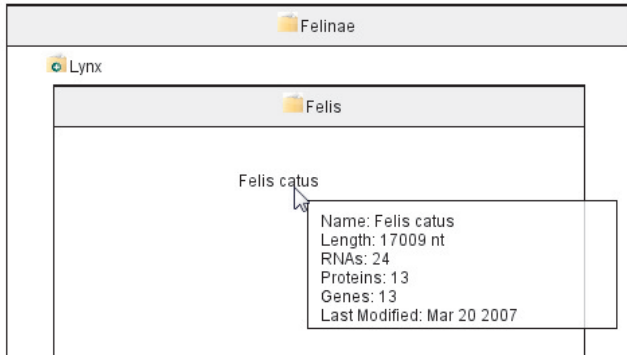 Felinae
Lynx
Felis
Felis catus
Name: Felis catus
Length: 17009 nt
RNAs: 24
Proteins: 13
Genes: 13
Last Modified: Mar 20 2007